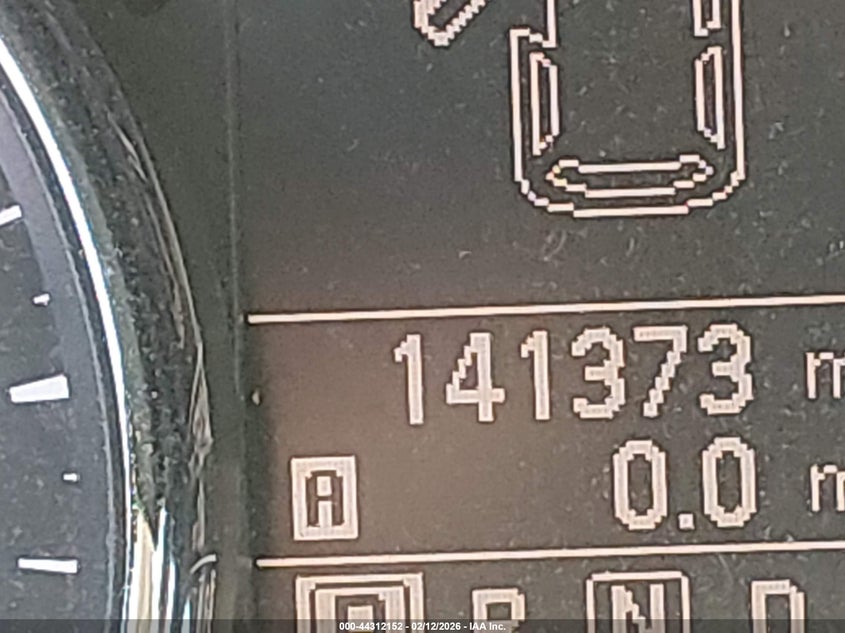 141373 m
A 0.0 m
P R N D
000-44312152 - 02/12/2026 - IAA Inc.